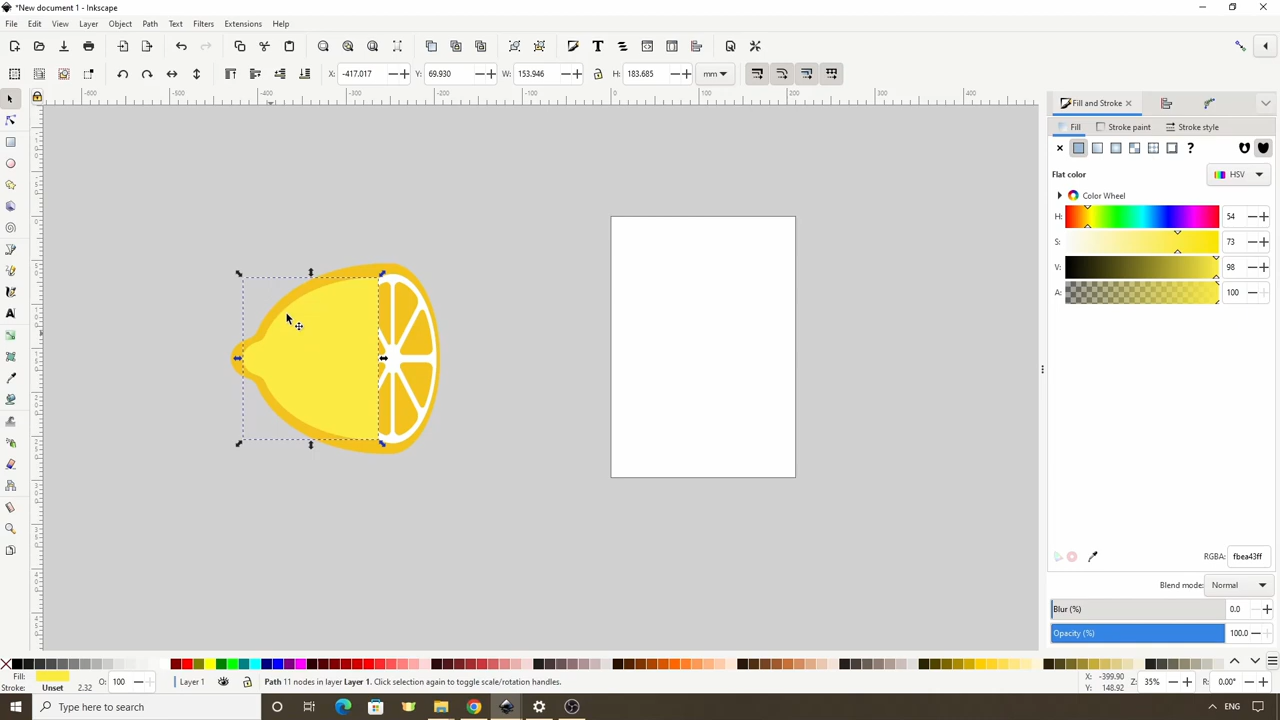 *New document 1 - Inkscape
File Edit View Layer Object Path Filters Text Extensions Help
X: -417.017 Y: 69.930 W: 153.946 H: 183.685 mm
Fill and Stroke
Fill Stroke paint Stroke style
Flat color HSV
Color Wheel
H: 54
S: 73
V: 98
A: 100
RGBA: fbea43ff
Blend mode: Normal
Blur (%) 0.0
Opacity (%) 100.0
Fill: Stroke: Unset 2.32 O: 100 Layer 1 Path 11 nodes in layer Layer 1. Click selection again to toggle scale/rotation handles. X: -399.90 Y: 148.92 Z: 35% R: 0.00°
Type here to search ENG